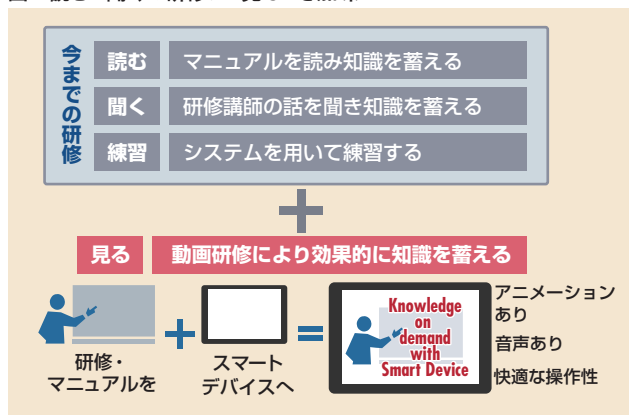 今までの研修
読む マニュアルを読み知識を蓄える
聞く 研修講師の話を聞き知識を蓄える
練習 システムを用いて練習する
見る 動画研修により効果的に知識を蓄える
研修・
マニュアルを
スマート
デバイスへ
Knowledge
on
demand
with
Smart Device
アニメーション
あり
音声あり
快適な操作性